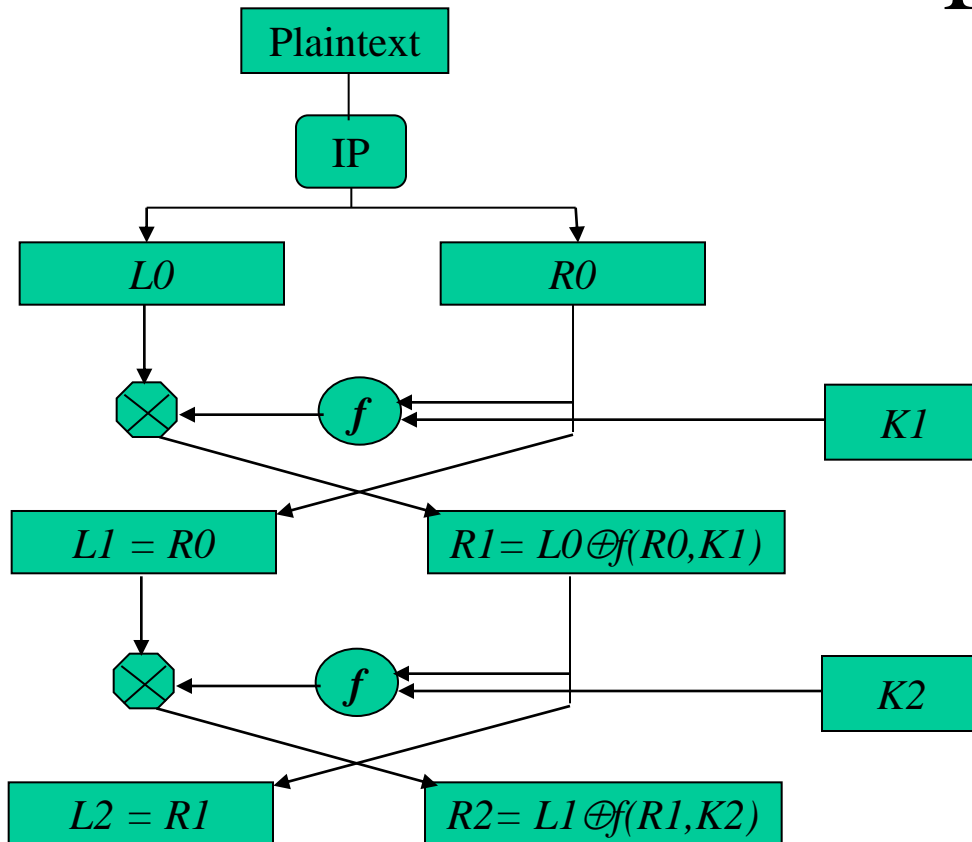 Plaintext
IP
L0
R0
f
K1
L1 = R0
R1= L0⊕f(R0,K1)
f
K2
L2 = R1
R2= L1⊕f(R1,K2)